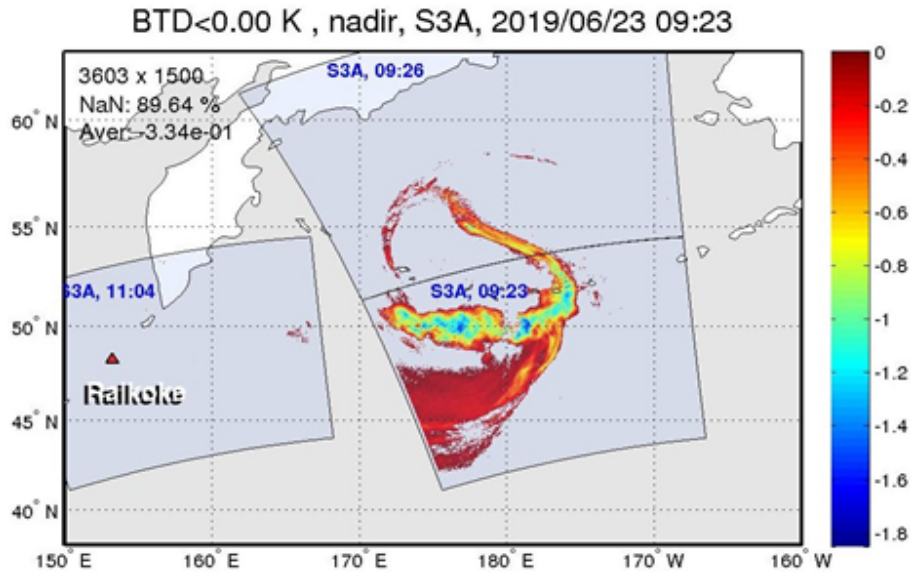 BTD<0.00 K , nadir, S3A, 2019/06/23 09:23
3603 x 1500
NaN: 89.64 %
Aver:-3.34e-01
S3A, 09:26
S3A, 11:04
S3A, 09:23
Raikoke
60° N
55° N
50° N
45° N
40° N
150° E
160° E
170° E
180° E
170° W
160° W
0
-0.2
-0.4
-0.6
-0.8
-1
-1.2
-1.4
-1.6
-1.8